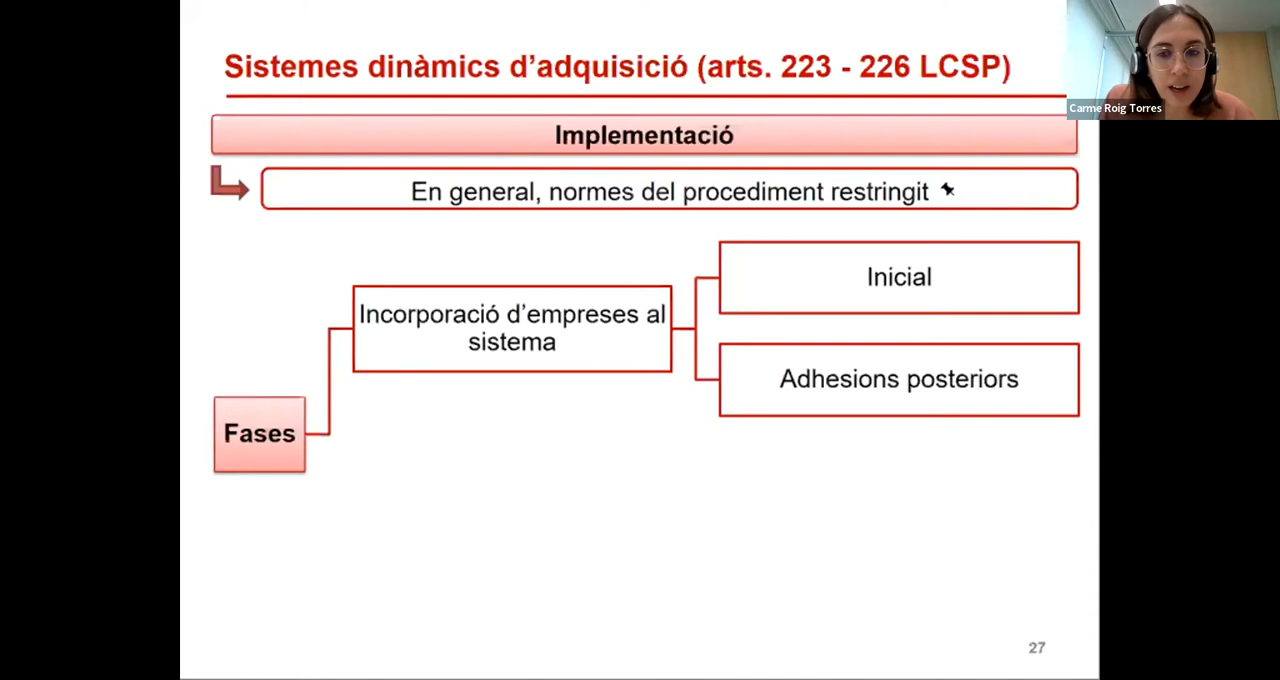 Sistemes dinàmics d’adquisició (arts. 223 - 226 LCSP)
Carme Roig Torres
Implementació
En general, normes del procediment restringit
Inicial
Incorporació d’empreses al
sistema
Adhesions posteriors
Fases
27